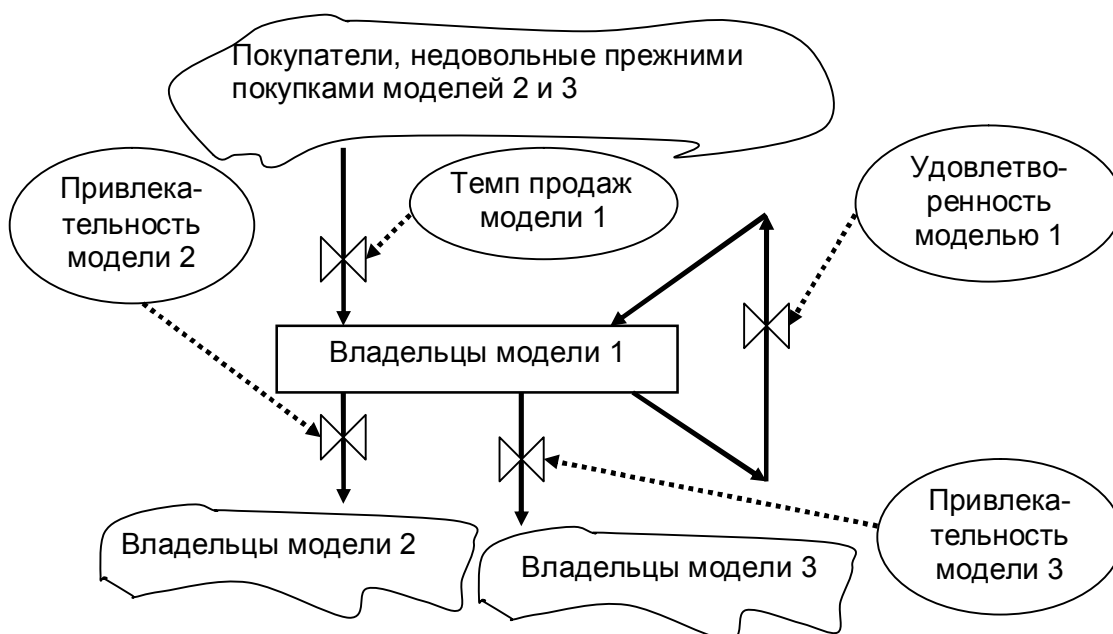 Покупатели, недовольные прежними
покупками моделей 2 и 3
Привлека-
тельность
модели 2
Темп продаж
модели 1
Удовлетво-
ренность
моделью 1
Владельцы модели 1
Владельцы модели 2
Владельцы модели 3
Привлека-
тельность
модели 3